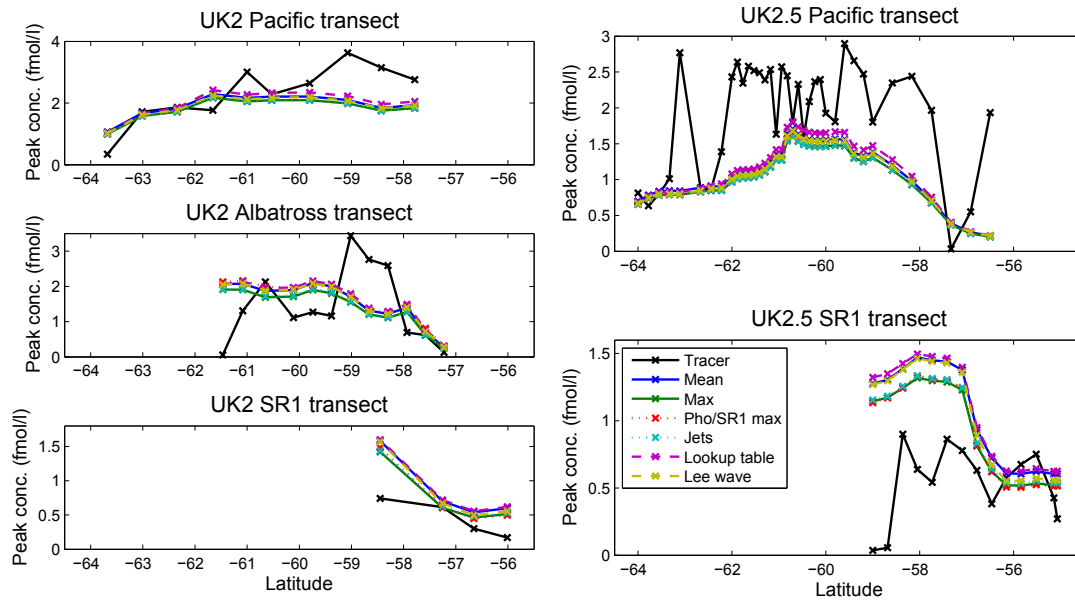 UK2 Pacific transect
Peak conc. (fmol/l)
4
2
0
−64 −63 −62 −61 −60 −59 −58 −57 −56
UK2 Albatross transect
Peak conc. (fmol/l)
3
2
1
0
−64 −63 −62 −61 −60 −59 −58 −57 −56
UK2 SR1 transect
Peak conc. (fmol/l)
1.5
1
0.5
0
−64 −63 −62 −61 −60 −59 −58 −57 −56
Latitude
UK2.5 Pacific transect
Peak conc. (fmol/l)
3
2.5
2
1.5
1
0.5
0
−64 −62 −60 −58 −56
UK2.5 SR1 transect
Peak conc. (fmol/l)
1.5
1
0.5
0
Tracer
Mean
Max
Pho/SR1 max
Jets
Lookup table
Lee wave
−64 −62 −60 −58 −56
Latitude